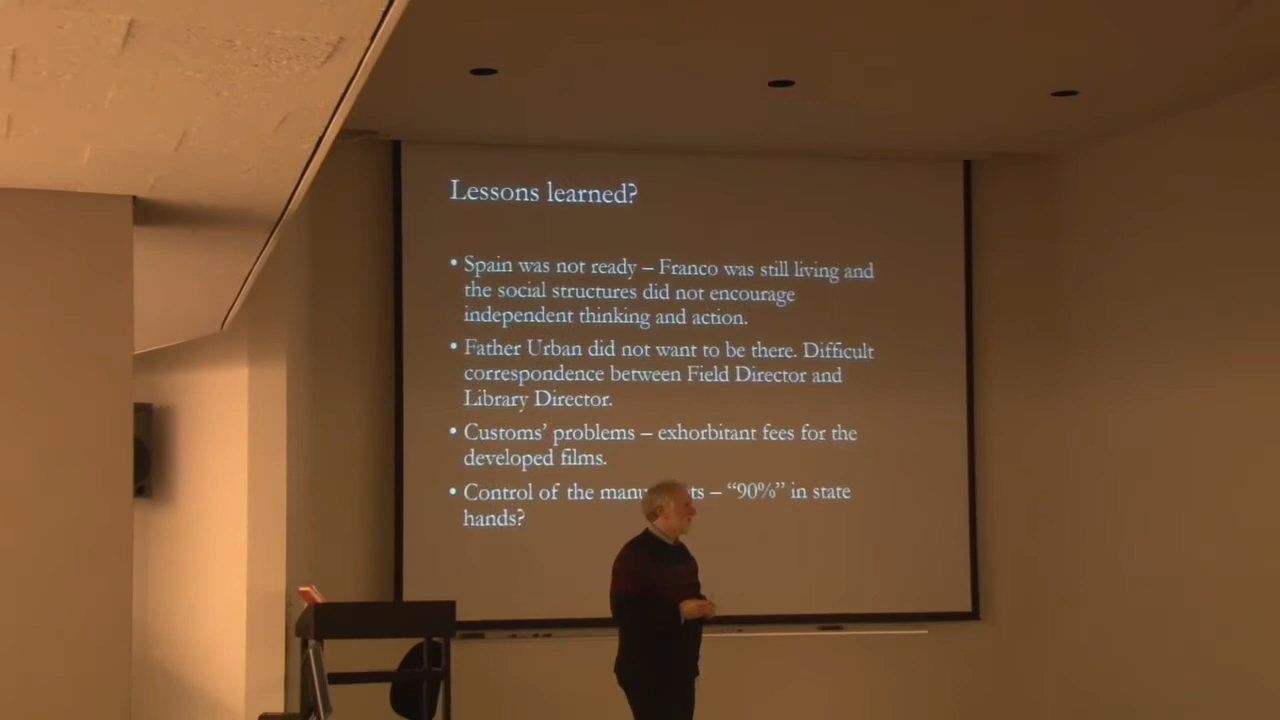 Lessons learned?
• Spain was not ready – Franco was still living and
the social structures did not encourage
independent thinking and action.
• Father Urban did not want to be there. Difficult
correspondence between Field Director and
Library Director.
• Customs’ problems – exhorbitant fees for the
developed films.
• Control of the – “90%” in state
hands?